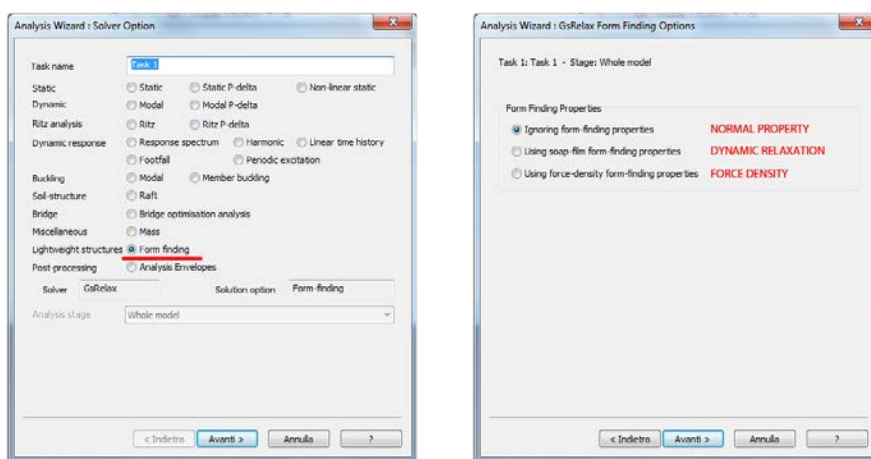 Analysis Wizard : Solver Option
Task name Task 1
Static Static Static P-delta Non-linear static
Dynamic Modal Modal P-delta
Ritz analysis Ritz Ritz P-delta
Dynamic response Response spectrum Harmonic Linear time history
Footfall Periodic excitation
Buckling Modal Member buckling
Soil-structure Raft
Bridge Bridge optimisation analysis
Miscellaneous Mass
Lightweight structures Form finding
Post-processing Analysis Envelopes
Solver GsRelax Solution option Form-finding
Analysis stage Whole model
< Indietro Avanti > Annulla ?
Analysis Wizard : GsRelax Form Finding Options
Task 1: Task 1 - Stage: Whole model
Form Finding Properties
Ignoring form-finding properties NORMAL PROPERTY
Using soap-film form-finding properties DYNAMIC RELAXATION
Using force-density form-finding properties FORCE DENSITY
< Indietro Avanti > Annulla ?